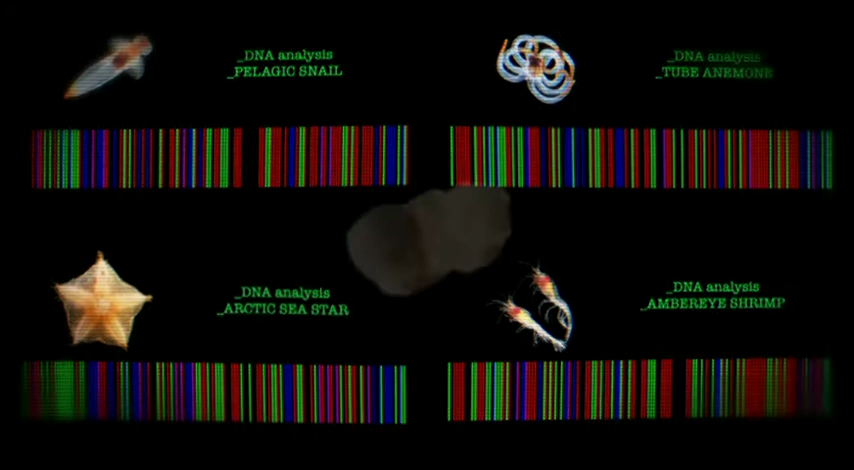 _DNA analysis
_PELAGIC SNAIL
_DNA analysis
_TUBE ANEMONE
_DNA analysis
_ARCTIC SEA STAR
_DNA analysis
_AMBEREYE SHRIMP